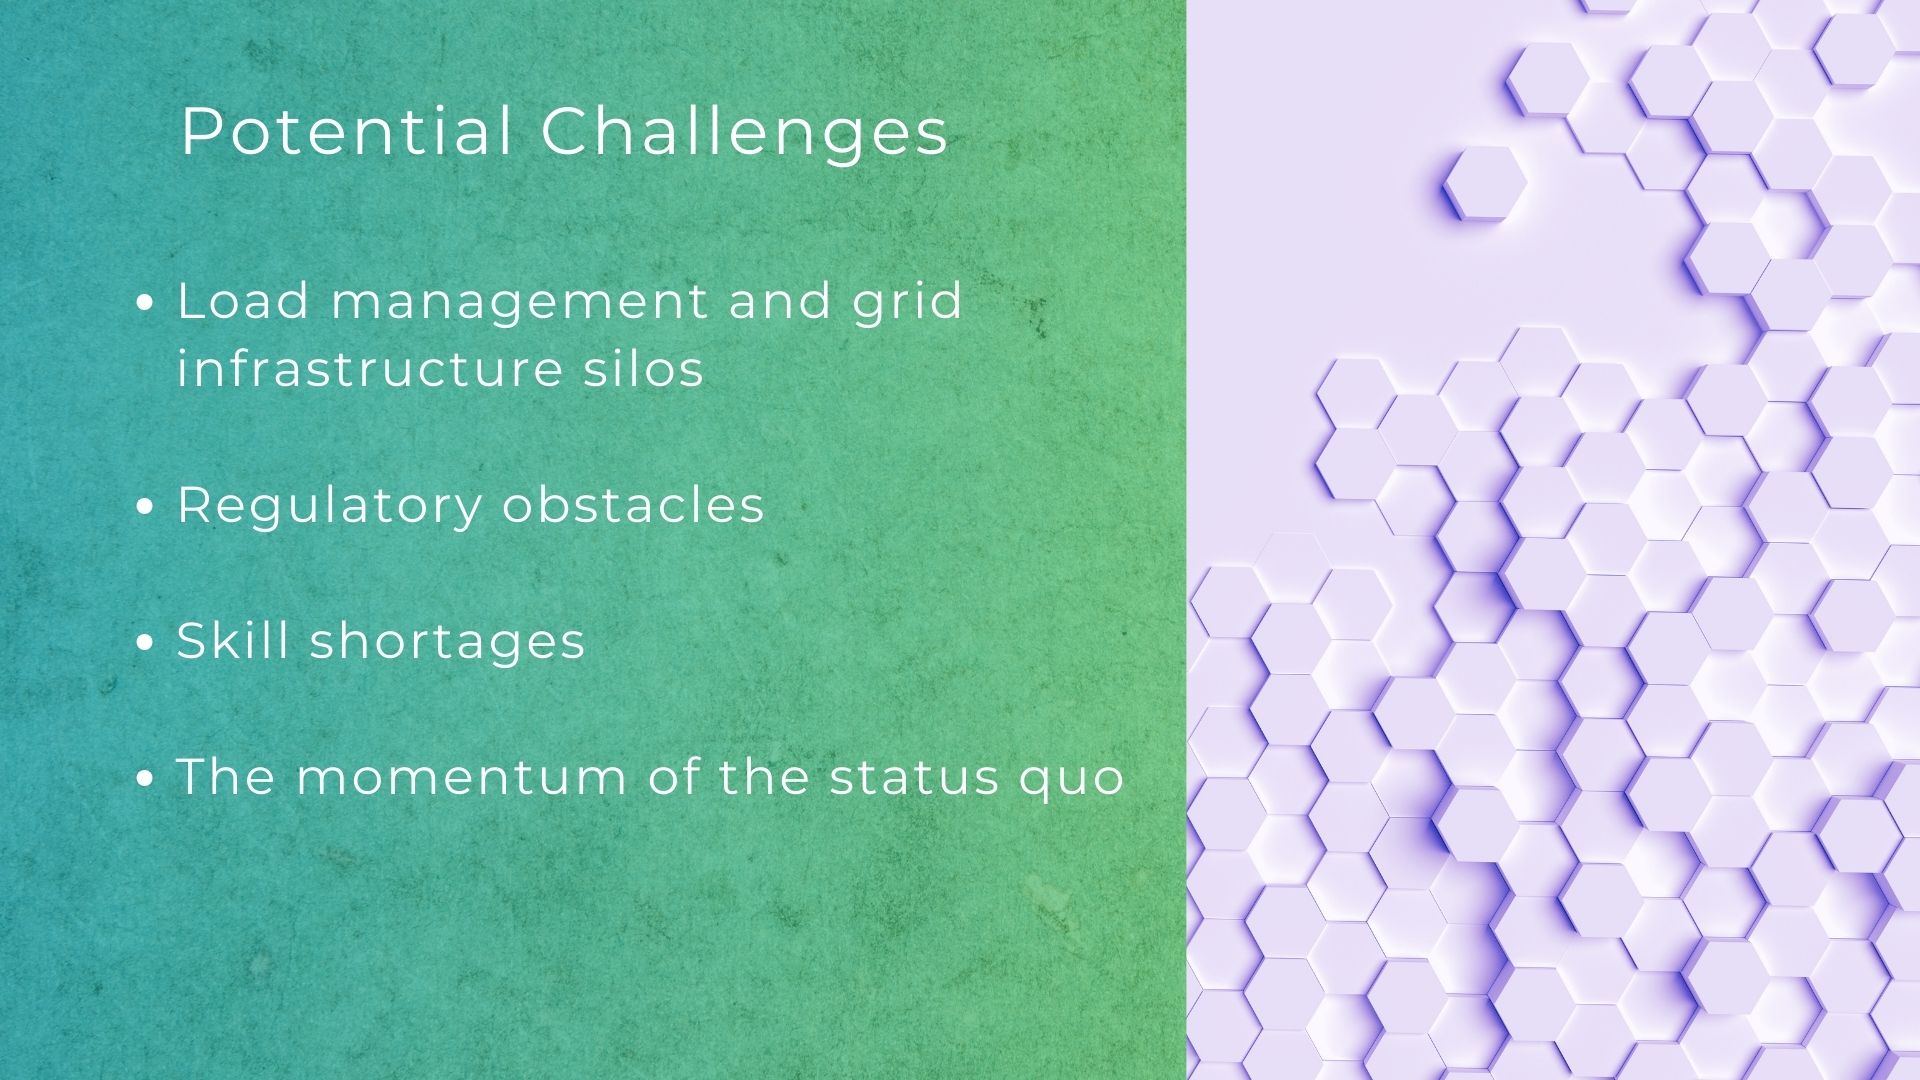 Potential Challenges
• Load management and grid
infrastructure silos
• Regulatory obstacles
• Skill shortages
• The momentum of the status quo